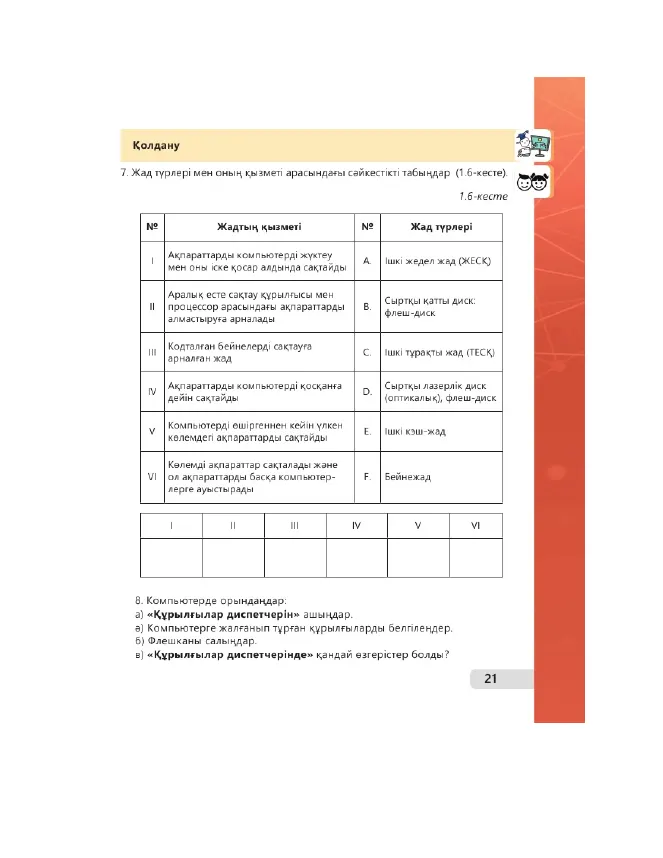 Қолдану
7. Жад түрлері мен оның қызметі арасындағы сәйкестікті табыңдар (1.6-кесте).
1.6-кесте
№ Жадтың қызметі № Жад түрлері
I Ақпараттарды компьютерді жүктеу мен оны іске қосар алдында сақтайды A. Ішкі жедел жад (ЖЕСҚ)
II Аралық есте сақтау құрылғысы мен процессор арасындағы ақпараттарды алмастыруға арналады B. Сыртқы қатты диск: флеш-диск
III Кодталған бейнелерді сақтауға арналған жад C. Ішкі тұрақты жад (ТЕСҚ)
IV Ақпараттарды компьютерді қосқанға дейін сақтайды D. Сыртқы лазерлік диск (оптикалық), флеш-диск
V Компьютерді өшіргеннен кейін үлкен көлемдегі ақпараттарды сақтайды E. Ішкі кэш-жад
VI Көлемді ақпарат сақталады және ол ақпараттарды басқа компьютер-лерге ауыстырады F. Бейнежад
I II III IV V VI
8. Компьютерде орындаңдар:
а) «Құрылғылар диспетчерін» ашыңдар.
ә) Компьютерге жалғанып тұрған құрылғыларды белгілеңдер.
б) Флешканы салыңдар.
в) «Құрылғылар диспетчерінде» қандай өзгерістер болды?
21